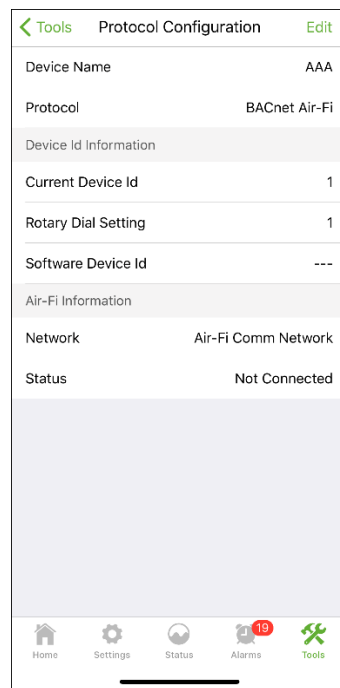 Tools Protocol Configuration Edit
Device Name AAA
Protocol BACnet Air-Fi
Device Id Information
Current Device Id 1
Rotary Dial Setting 1
Software Device Id ---
Air-Fi Information
Network Air-Fi Comm Network
Status Not Connected
19
Home Settings Status Alarms Tools